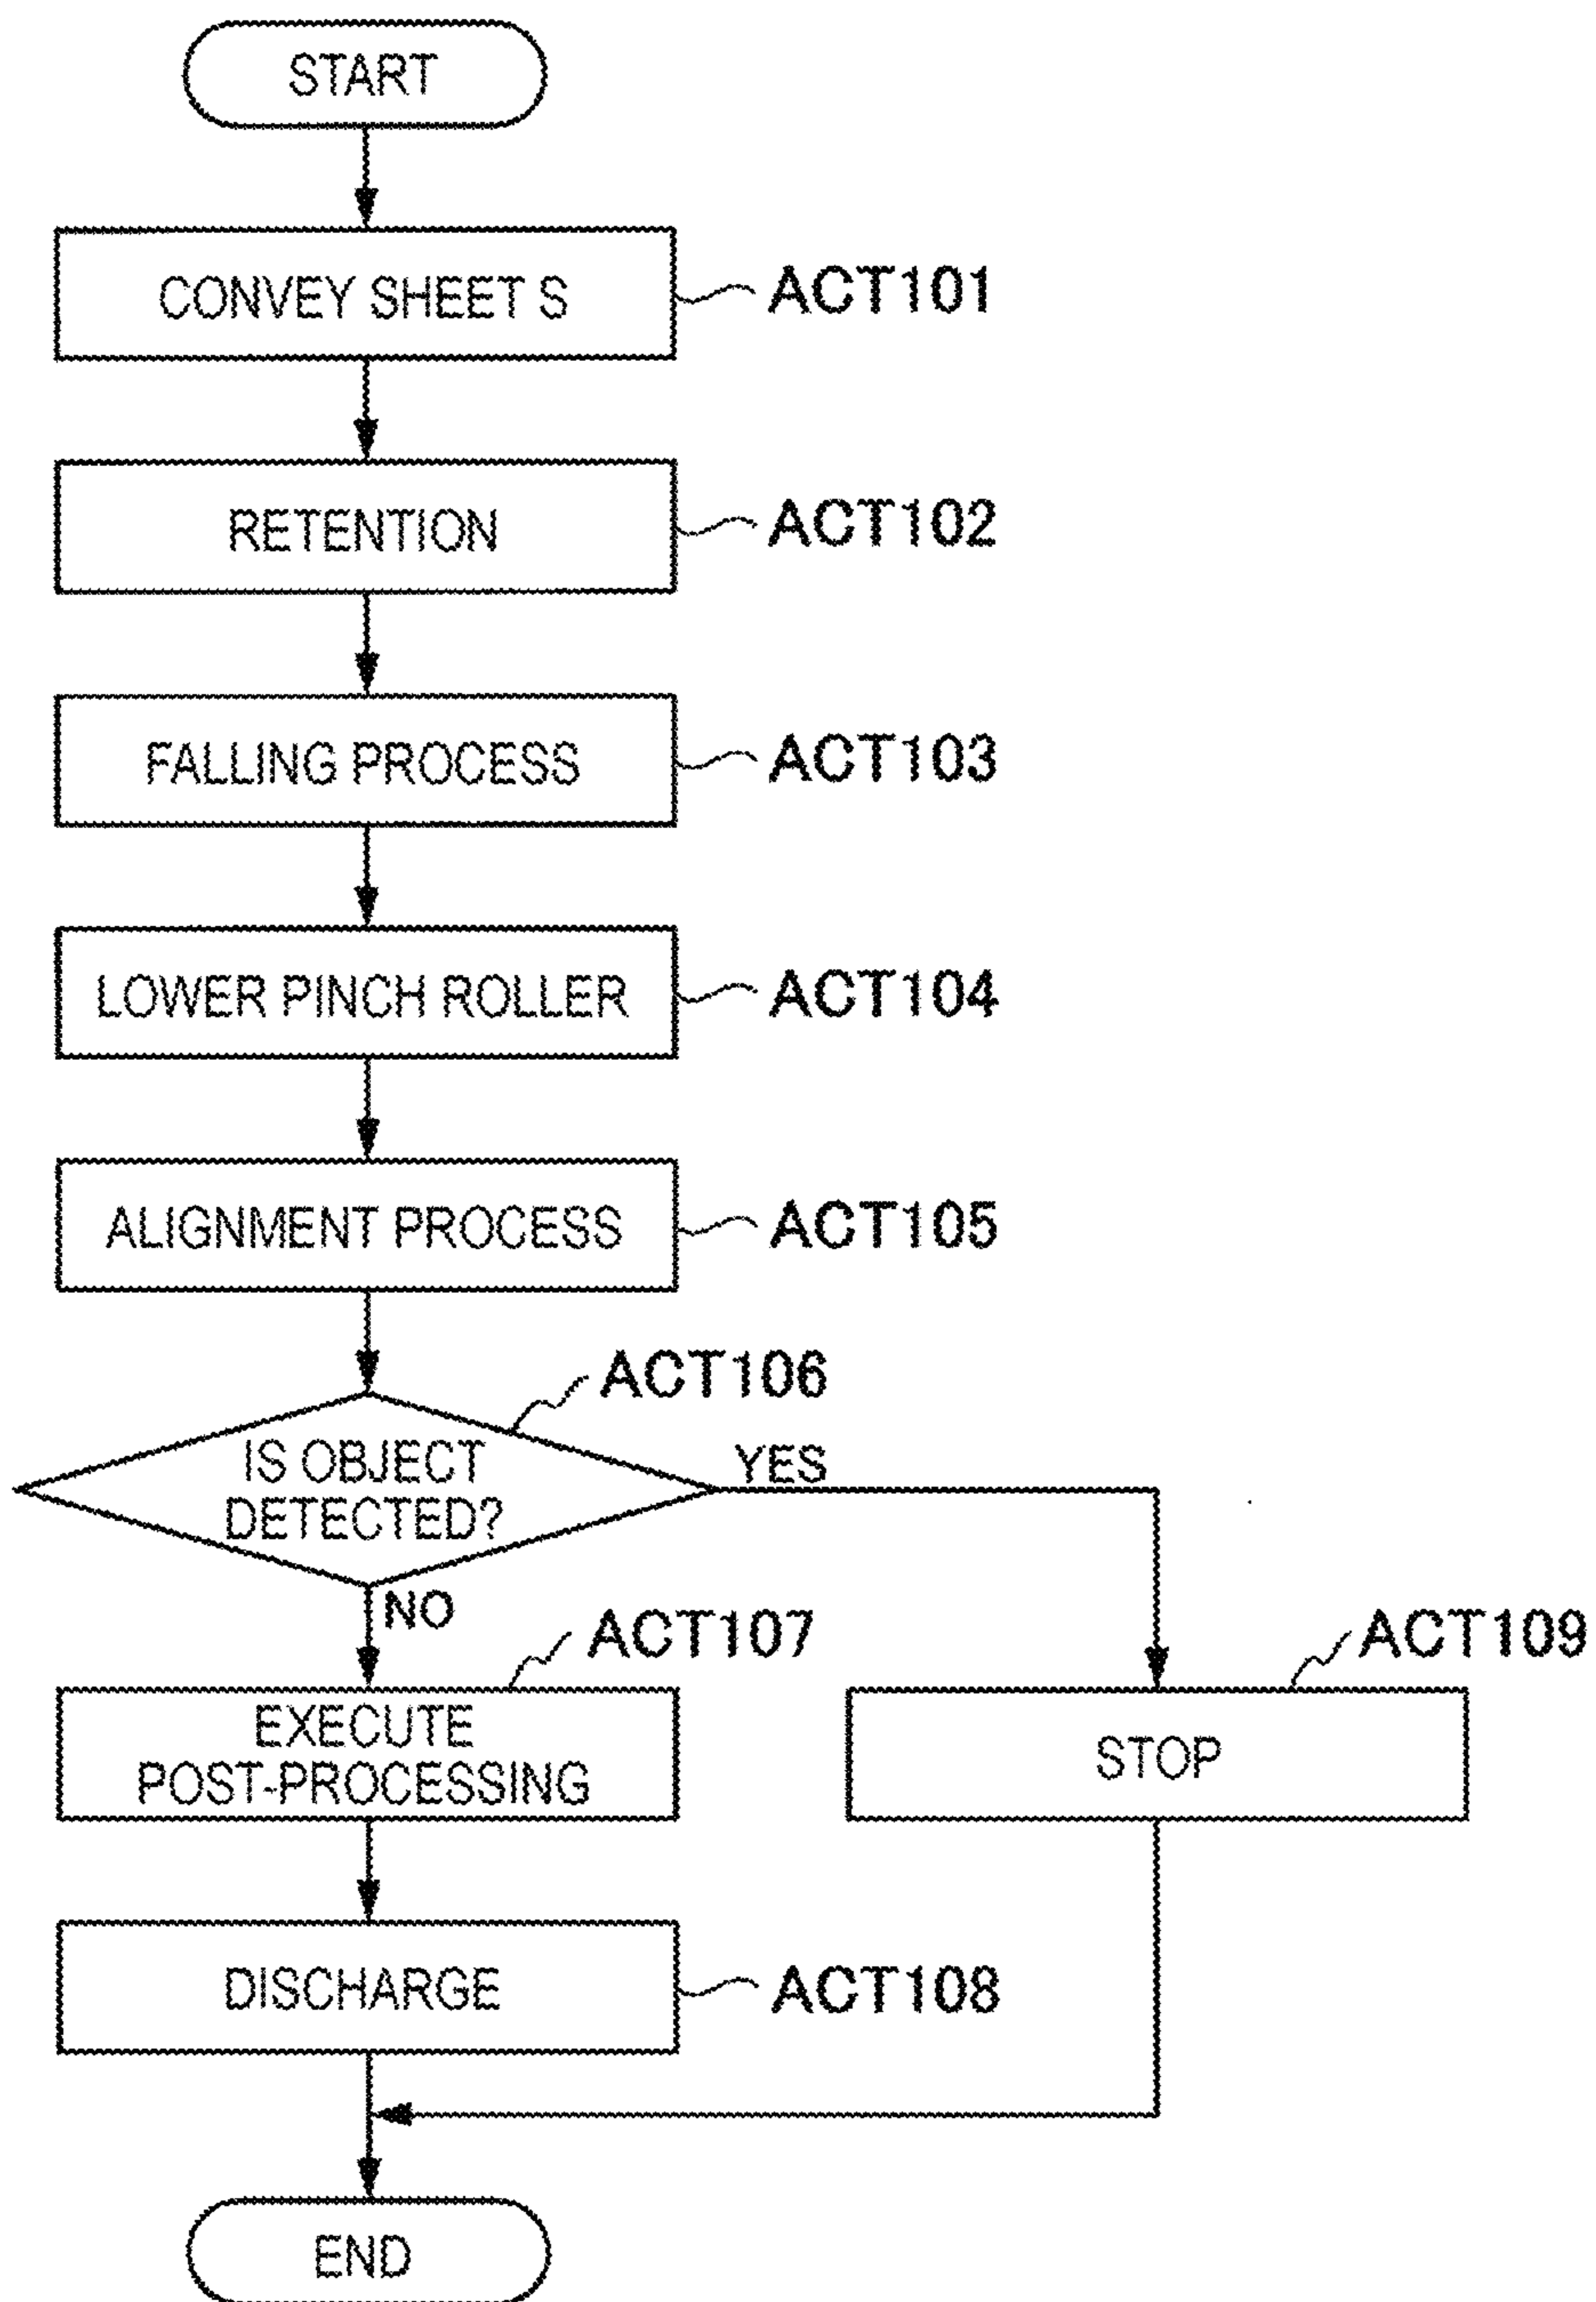 START
CONVEY SHEET S
ACT101
RETENTION
ACT102
FALLING PROCESS
ACT103
LOWER PINCH ROLLER
ACT104
ALIGNMENT PROCESS
ACT105
ACT106
IS OBJECT
DETECTED?
YES
NO
ACT107
ACT109
EXECUTE
POST-PROCESSING
STOP
DISCHARGE
ACT108
END